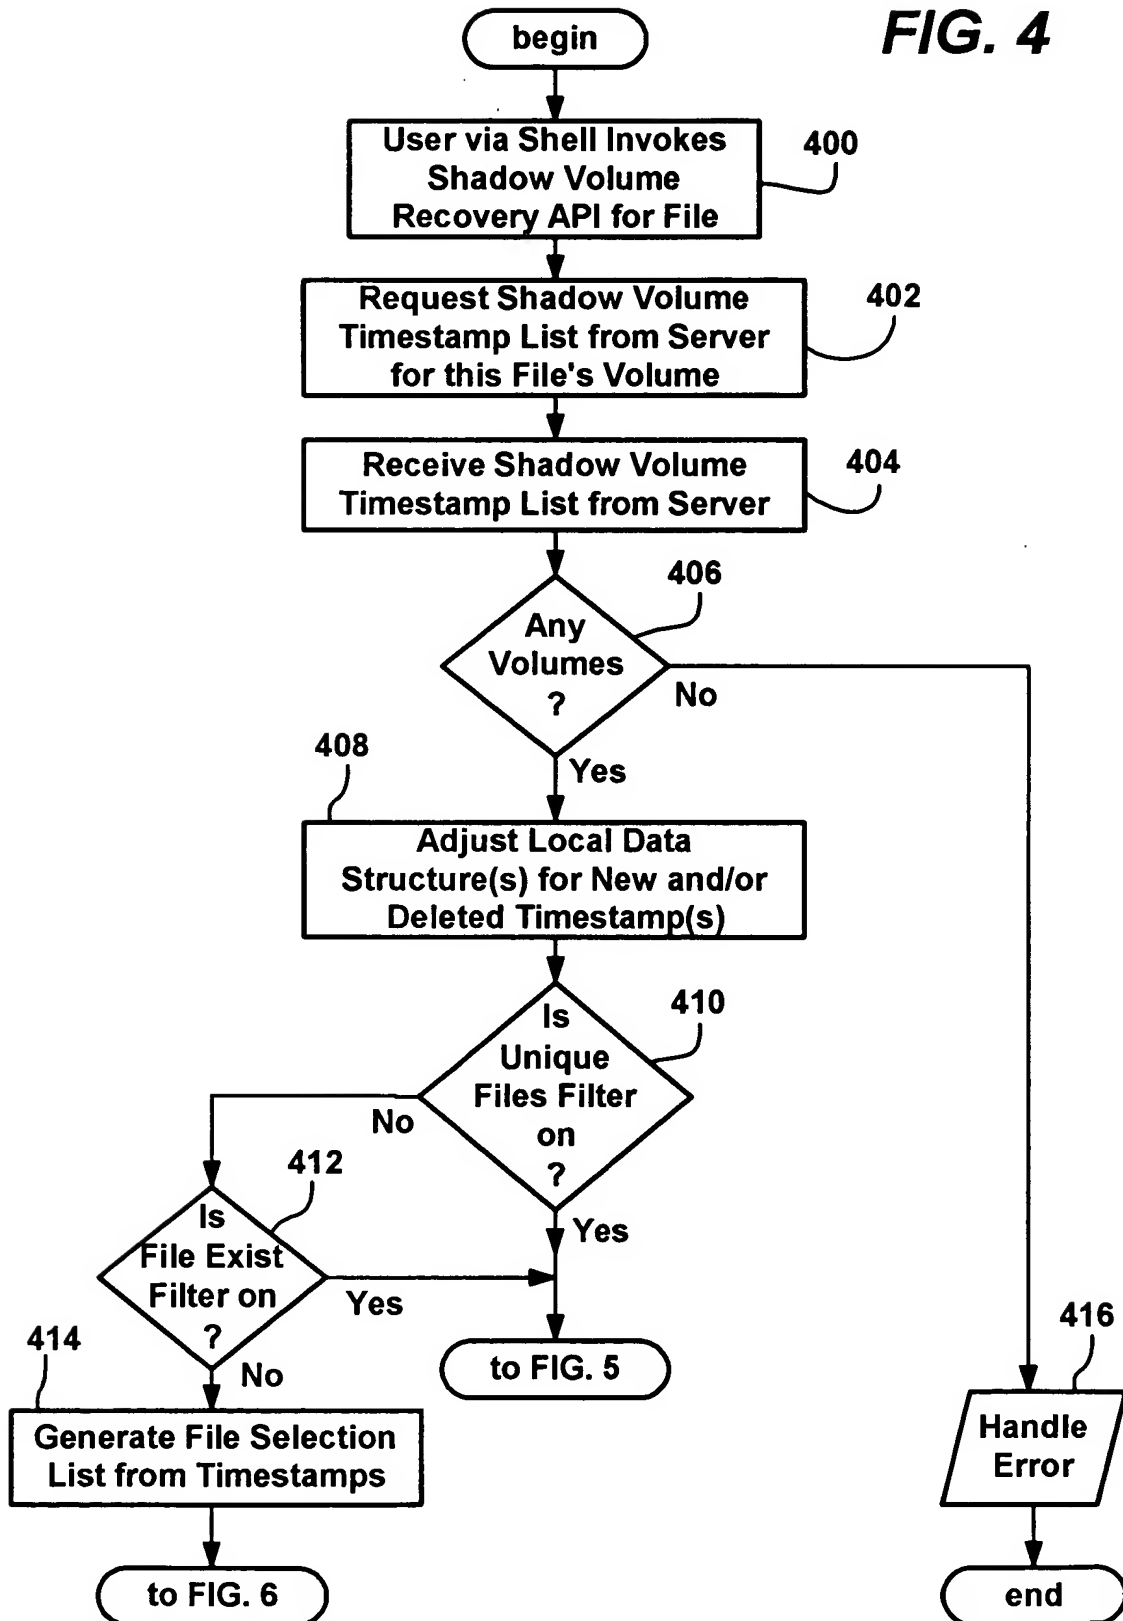 FIG. 4
begin
User via Shell Invokes
Shadow Volume
Recovery API for File
400
Request Shadow Volume
Timestamp List from Server
for this File's Volume
402
Receive Shadow Volume
Timestamp List from Server
404
406
Any
Volumes
?
No
Yes
408
Adjust Local Data
Structure(s) for New and/or
Deleted Timestamp(s)
410
Is
Unique
Files Filter
on
?
No
Yes
412
Is
File Exist
Filter on
?
Yes
No
to FIG. 5
414
Generate File Selection
List from Timestamps
to FIG. 6
416
Handle
Error
end